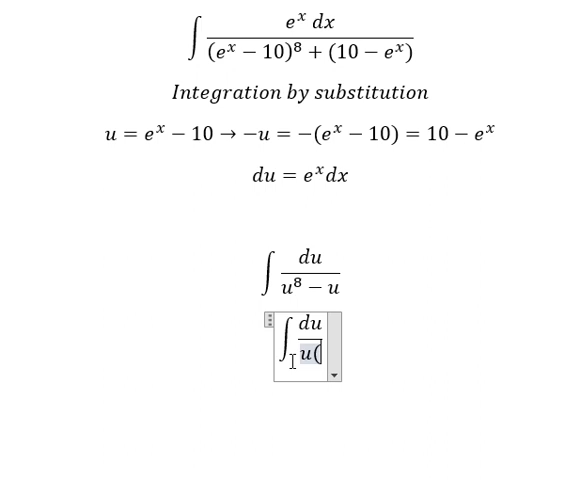 ∫ eˣ dx / (eˣ − 10)⁸ + (10 − eˣ)
Integration by substitution
u = eˣ − 10 → −u = −(eˣ − 10) = 10 − eˣ
du = eˣdx
∫ du / u⁸ − u
∫ du / u(